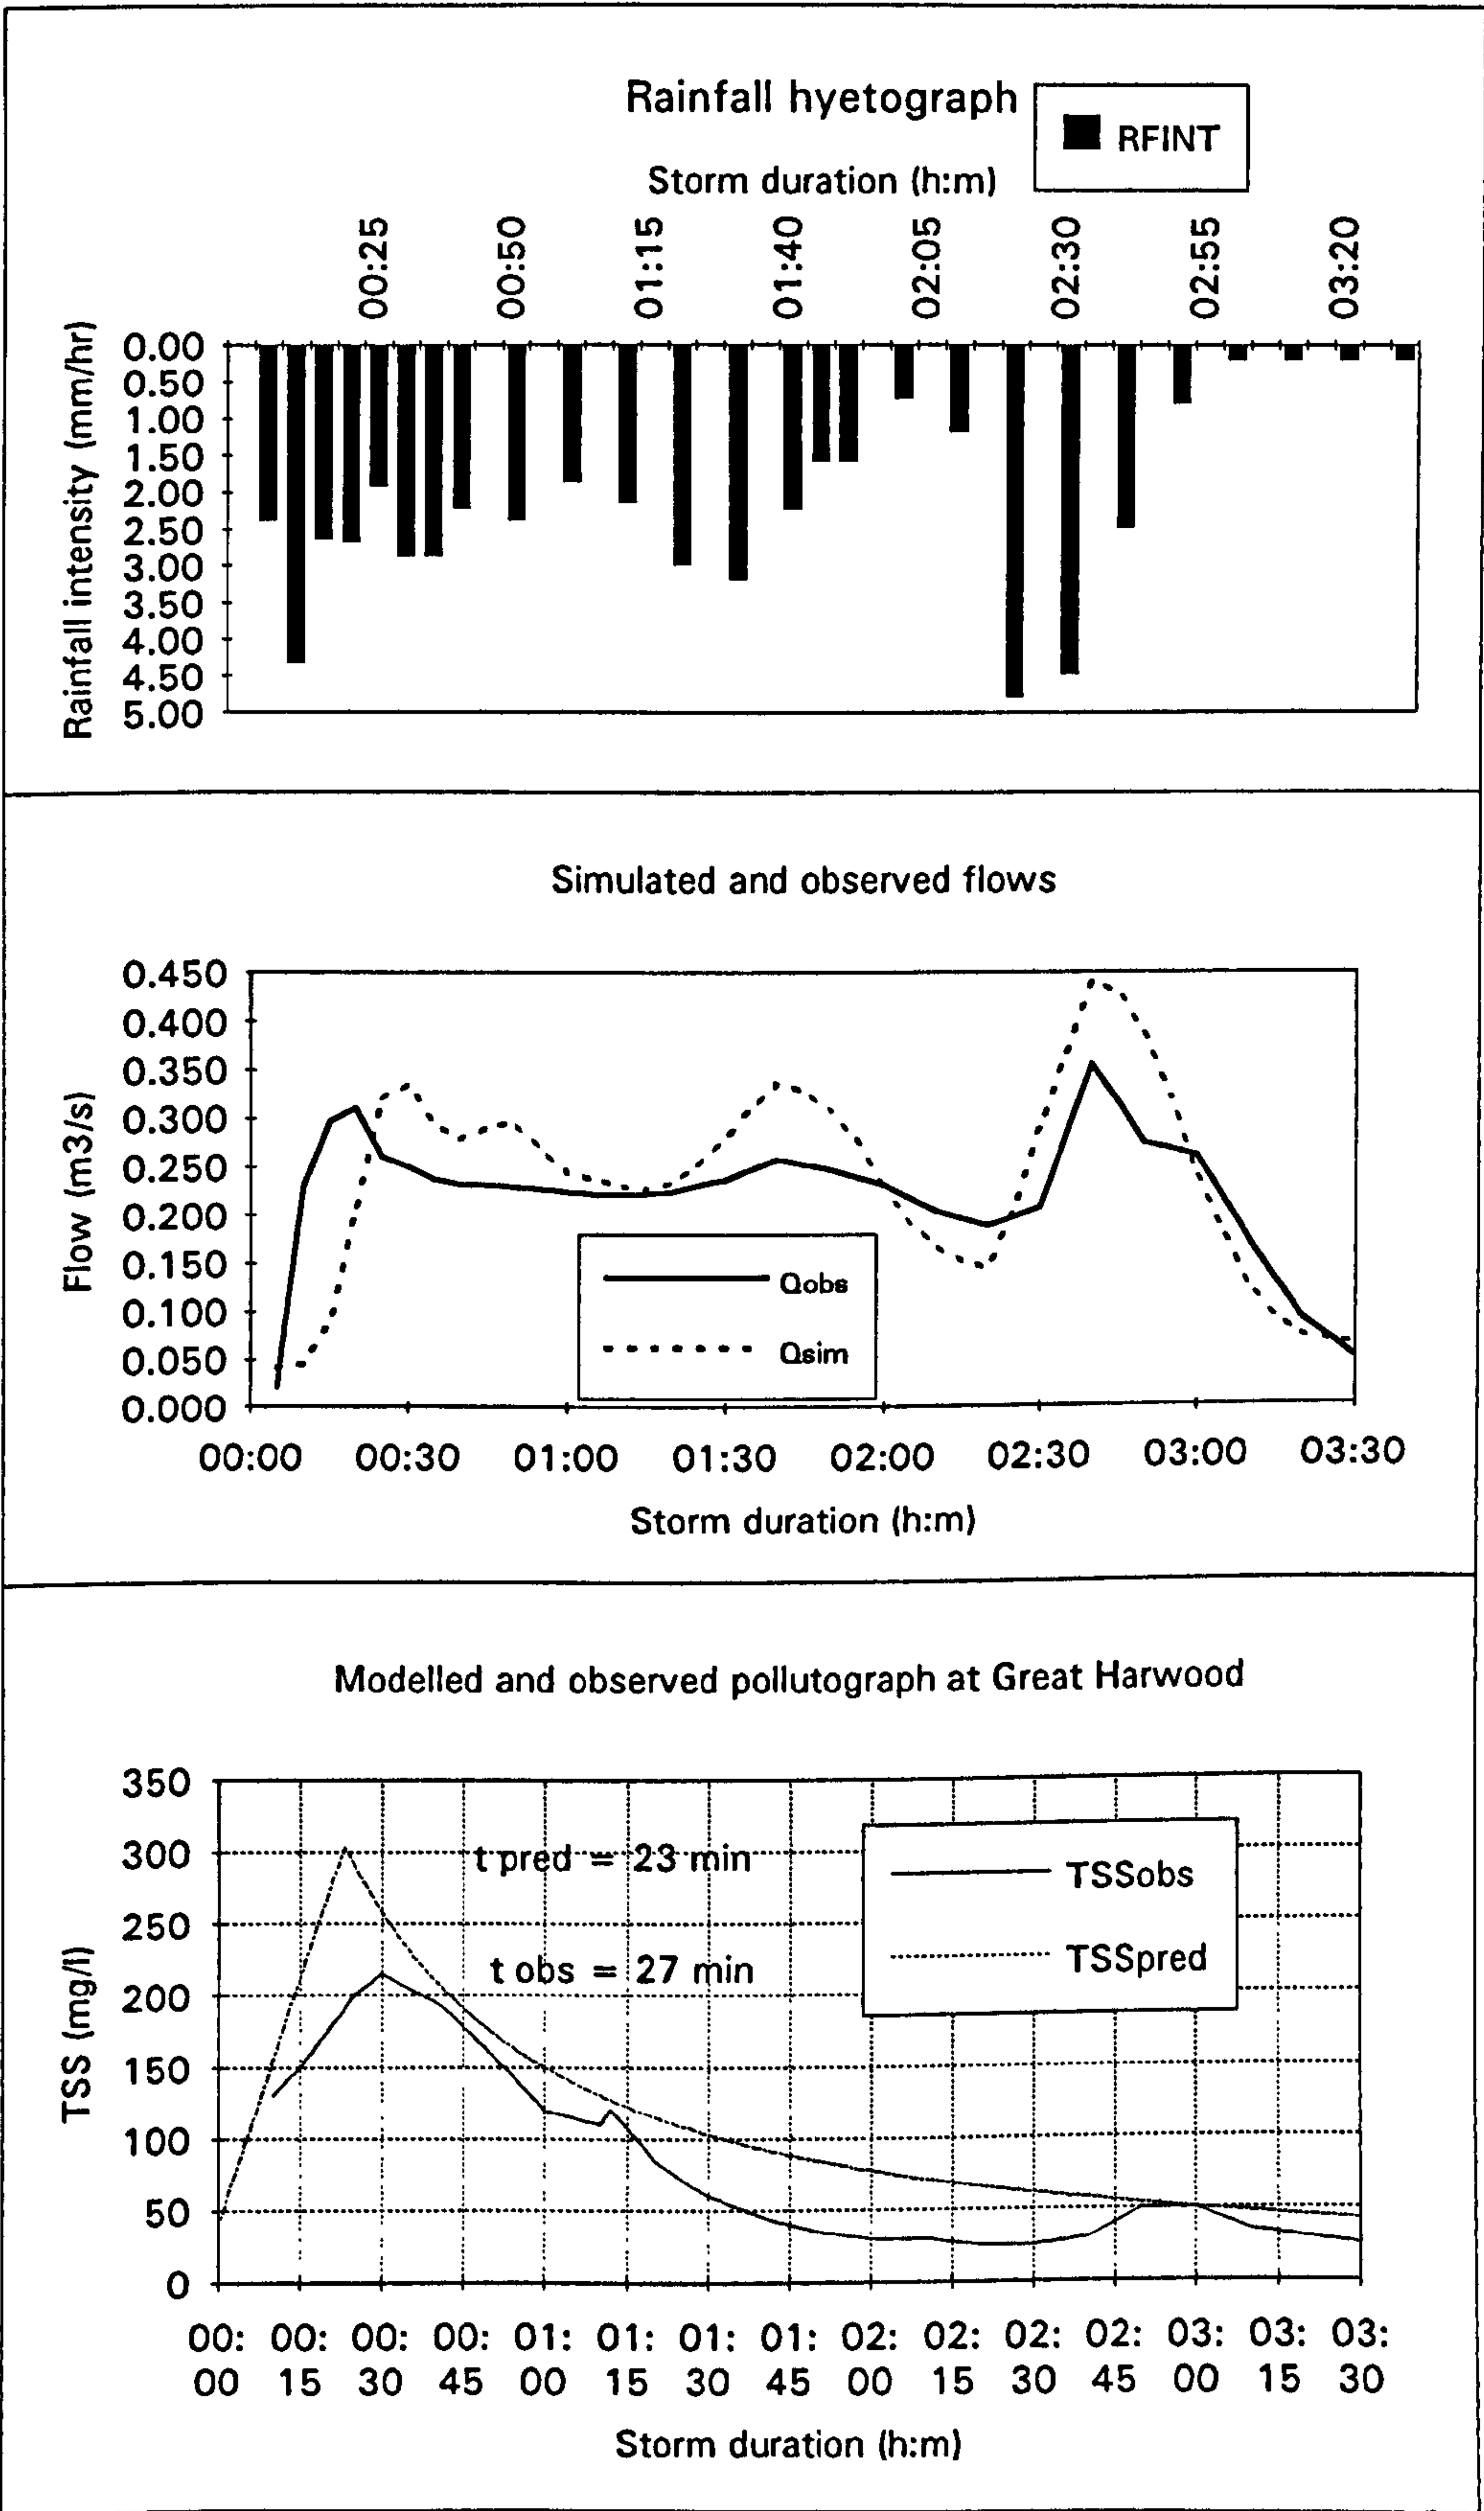 Rainfall hyetograph
RFINT
Storm duration (h:m)
00:25 00:50 01:15 01:40 02:05 02:30 02:55 03:20
Rainfall intensity (mm/hr)
0.00
0.50
1.00
1.50
2.00
2.50
3.00
3.50
4.00
4.50
5.00
Simulated and observed flows
Flow (m3/s)
0.450
0.400
0.350
0.300
0.250
0.200
0.150
0.100
0.050
0.000
Qobs
Qsim
00:00 00:30 01:00 01:30 02:00 02:30 03:00 03:30
Storm duration (h:m)
Modelled and observed pollutograph at Great Harwood
TSS (mg/l)
350
300
250
200
150
100
50
0
t pred = 23 min
t obs = 27 min
TSSobs
TSSpred
00: 00: 00: 00: 01: 01: 01: 01: 02: 02: 02: 02: 03: 03: 03:
00 15 30 45 00 15 30 45 00 15 30 45 00 15 30
Storm duration (h:m)